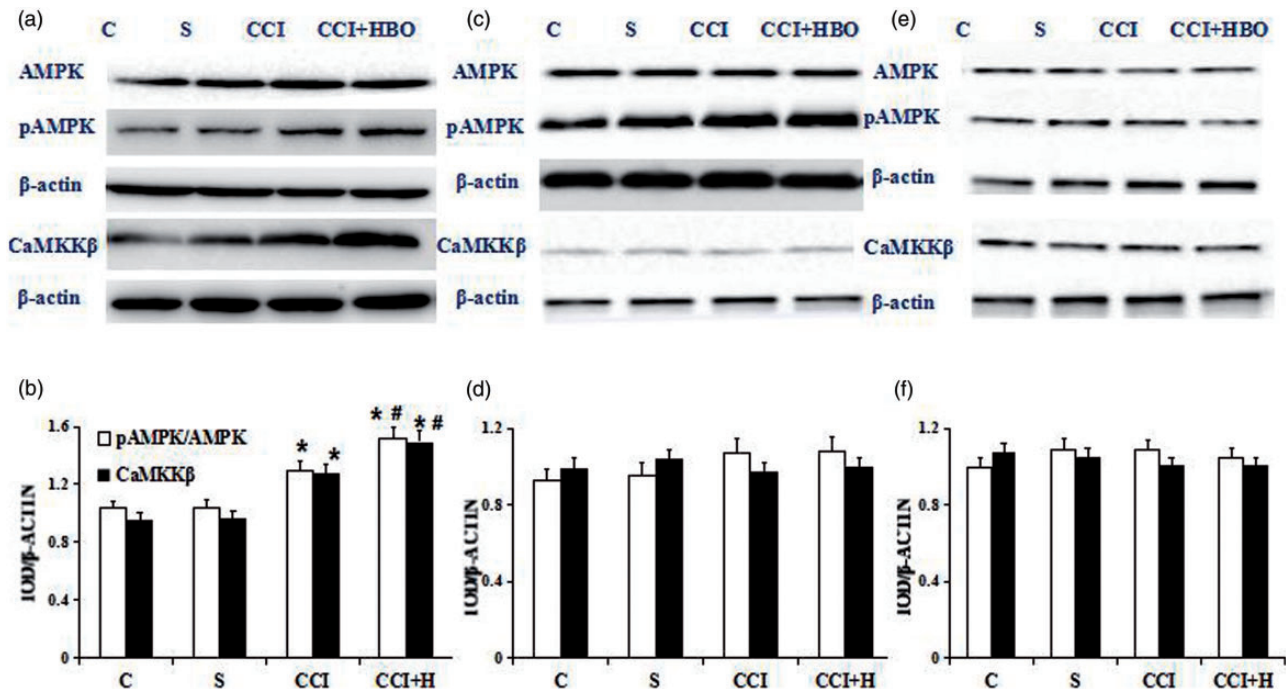 (a)
C S CCI CCI+HBO
AMPK
pAMPK
β-actin
CaMKKβ
β-actin
(c)
C S CCI CCI+HBO
AMPK
pAMPK
β-actin
CaMKKβ
β-actin
(e)
C S CCI CCI+HBO
AMPK
pAMPK
β-actin
CaMKKβ
β-actin
(b)
IOD/β-ACTIN
1.6
1.2
0.8
0.4
0
pAMPK/AMPK
CaMKKβ
* *
* # * #
C S CCI CCI+H
(d)
IOD/β-ACTIN
1.2
0.8
0.4
0
C S CCI CCI+H
(f)
IOD/β-ACTIN
1.2
0.8
0.4
0
C S CCI CCI+H